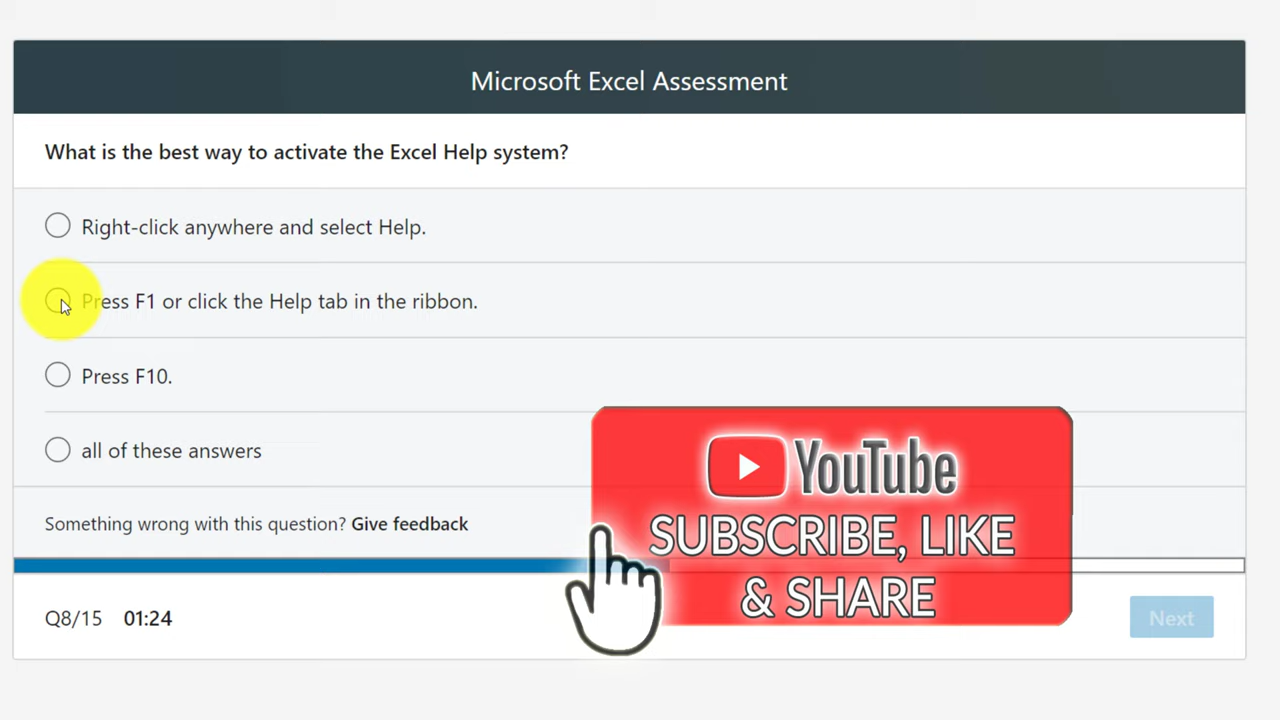 Microsoft Excel Assessment
What is the best way to activate the Excel Help system?
Right-click anywhere and select Help.
Press F1 or click the Help tab in the ribbon.
Press F10.
all of these answers
Something wrong with this question? Give feedback
YouTube
SUBSCRIBE, LIKE
& SHARE
Q8/15 01:24
Next